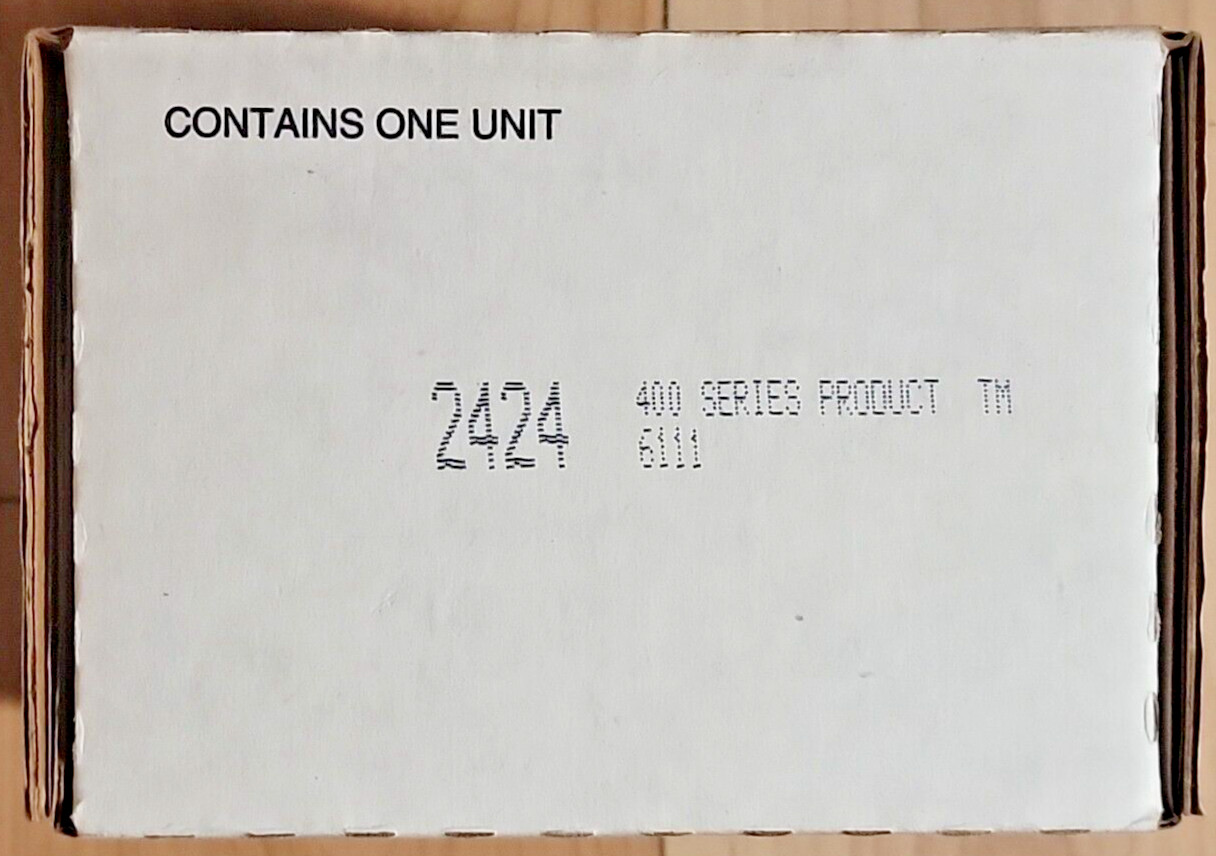 CONTAINS ONE UNIT
2424 400 SERIES PRODUCT TM
6111